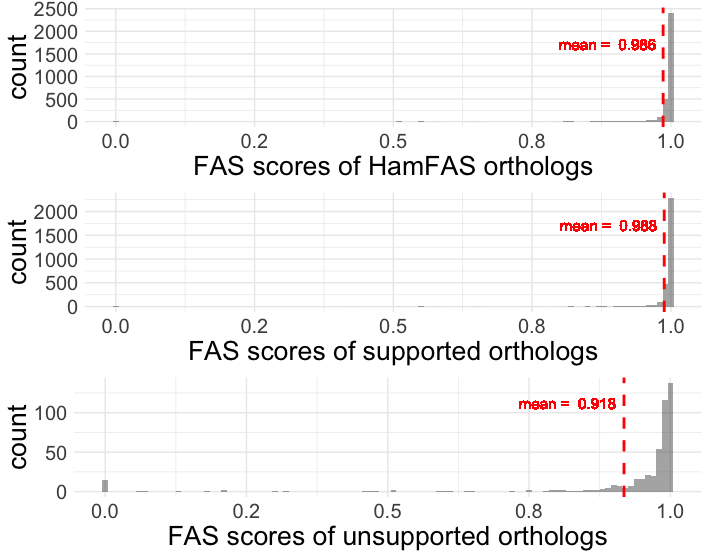 count
2500
2000
1500
1000
500
0
mean = 0.986
0.0 0.2 0.5 0.8 1.0
FAS scores of HamFAS orthologs
count
2000
1500
1000
500
0
mean = 0.988
0.0 0.2 0.5 0.8 1.0
FAS scores of supported orthologs
count
100
50
0
mean = 0.918
0.0 0.2 0.5 0.8 1.0
FAS scores of unsupported orthologs